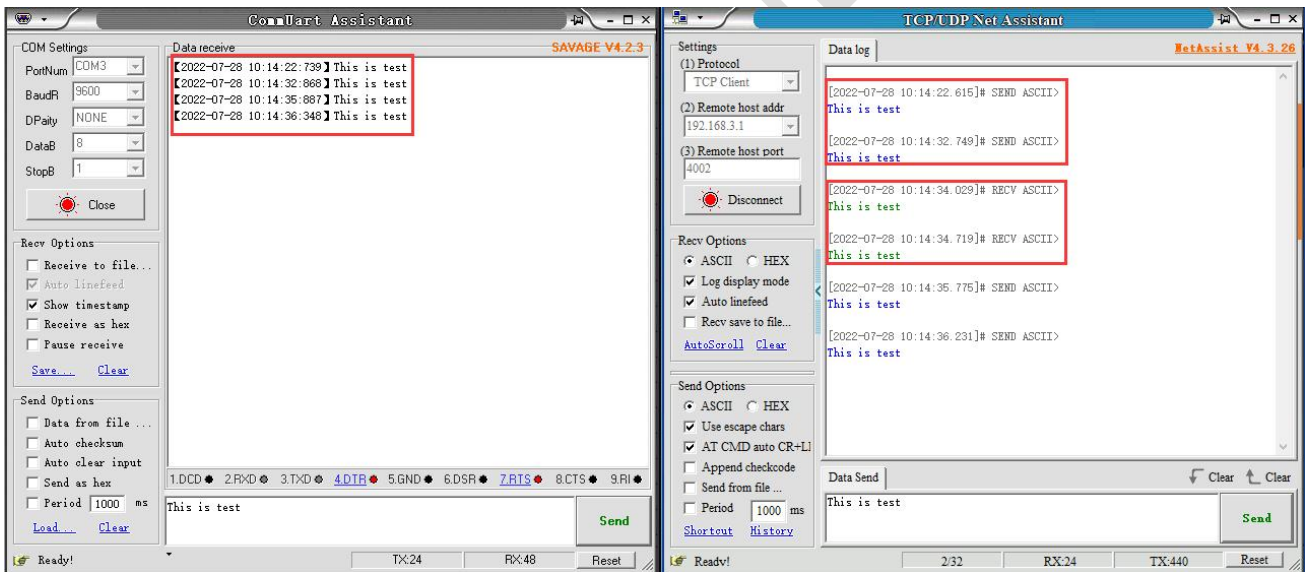 CommUart Assistant
COM Settings
PortNum COM3
BaudR 9600
DPaity NONE
DataB 8
StopB 1
Close
Recv Options
Receive to file...
Auto linefeed
Show timestamp
Receive as hex
Pause receive
Save... Clear
Send Options
Data from file ...
Auto checksum
Auto clear input
Send as hex
Period 1000 ms
Load... Clear
Data receive SAVAGE V4.2.3
【2022-07-28 10:14:22:739】This is test
【2022-07-28 10:14:32:868】This is test
【2022-07-28 10:14:35:887】This is test
【2022-07-28 10:14:36:348】This is test
1.DCD 2.RXD 3.TXD 4.DTR 5.GND 6.DSR 7.RTS 8.CTS 9.RI
This is test
Send
Ready! TX:24 RX:48 Reset
TCP/UDP Net Assistant
Settings
(1) Protocol
TCP Client
(2) Remote host addr
192.168.3.1
(3) Remote host port
4002
Disconnect
Recv Options
ASCII HEX
Log display mode
Auto linefeed
Recv save to file...
AutoScroll Clear
Send Options
ASCII HEX
Use escape chars
AT CMD auto CR+LI
Append checkcode
Send from file ...
Period 1000 ms
Shortcut History
Data log NetAssist V4.3.26
[2022-07-28 10:14:22.615]# SEND ASCII>
This is test
[2022-07-28 10:14:32.749]# SEND ASCII>
This is test
[2022-07-28 10:14:34.029]# RECV ASCII>
This is test
[2022-07-28 10:14:34.719]# RECV ASCII>
This is test
[2022-07-28 10:14:35.775]# SEND ASCII>
This is test
[2022-07-28 10:14:36.231]# SEND ASCII>
This is test
Data Send Clear Clear
This is test
Send
Ready! 2/32 RX:24 TX:440 Reset